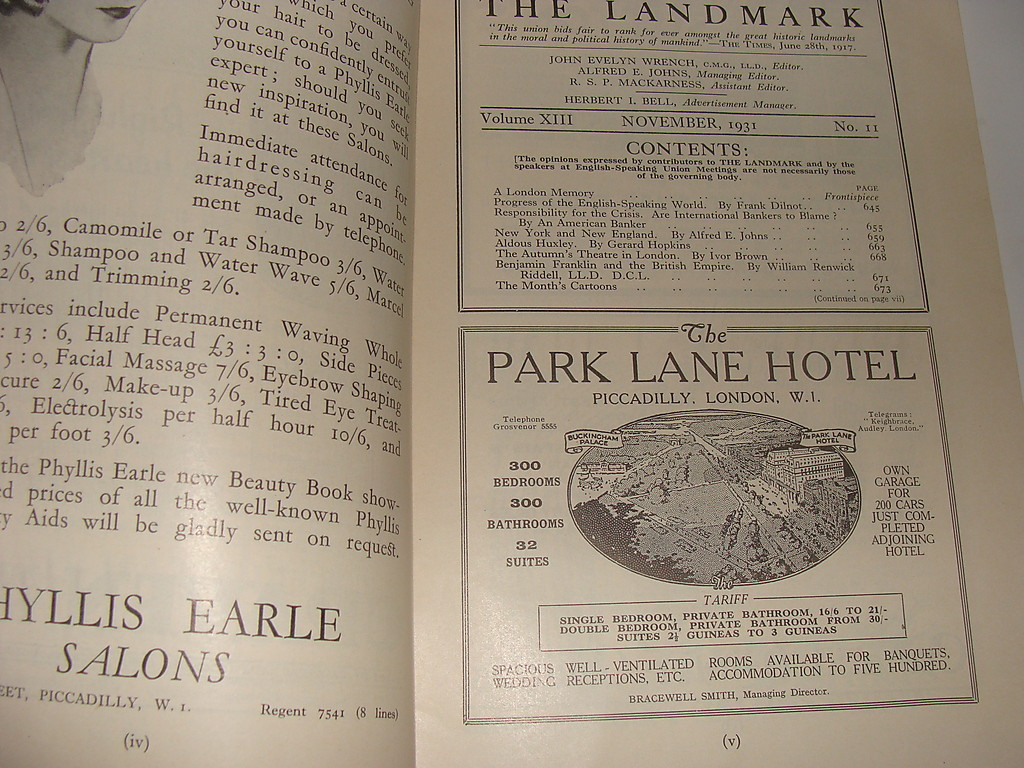 a certain way
which you prefer
your hair to be dressed,
you can confidently entrust
yourself to a Phyllis Earle
expert; should you seek
new inspiration, you will
find it at these Salons.
Immediate attendance for
hairdressing can be
arranged, or an appoint-
ment made by telephone.
2/6, Camomile or Tar Shampoo 3/6, Water
3/6, Shampoo and Water Wave 5/6, Marcel
2/6, and Trimming 2/6.
rvices include Permanent Waving Whole
: 13 : 6, Half Head £3 : 3 : 0, Side Pieces
5 : 0, Facial Massage 7/6, Eyebrow Shaping
cure 2/6, Make-up 3/6, Tired Eye Treat-
6, Electrolysis per half hour 10/6, and
per foot 3/6.
the Phyllis Earle new Beauty Book show-
ed prices of all the well-known Phyllis
y Aids will be gladly sent on request.
HYLLIS EARLE
SALONS
EET, PICCADILLY, W. 1.
Regent 7541 (8 lines)
(iv)
THE LANDMARK
"This union bids fair to rank for ever amongst the great historic landmarks
in the moral and political history of mankind."—THE TIMES, June 28th, 1917.
JOHN EVELYN WRENCH, C.M.G., LL.D., Editor.
ALFRED E. JOHNS, Managing Editor.
R. S. P. MACKARNESS, Assistant Editor.
HERBERT I. BELL, Advertisement Manager.
Volume XIII NOVEMBER, 1931 No. 11
CONTENTS:
[The opinions expressed by contributors to THE LANDMARK and by the
speakers at English-Speaking Union Meetings are not necessarily those
of the governing body.
PAGE
A London Memory .. .. .. .. .. Frontispiece
Progress of the English-Speaking World. By Frank Dilnot .. .. 645
Responsibility for the Crisis. Are International Bankers to Blame?
By An American Banker .. .. .. .. .. 655
New York and New England. By Alfred E. Johns .. .. .. 659
Aldous Huxley. By Gerard Hopkins .. .. .. .. 663
The Autumn's Theatre in London. By Ivor Brown .. .. .. 668
Benjamin Franklin and the British Empire. By William Renwick
Riddell, LL.D. D.C.L. .. .. .. .. .. 671
The Month's Cartoons .. .. .. .. .. .. 673
(Continued on page vii)
The
PARK LANE HOTEL
PICCADILLY, LONDON, W.1.
Telephone
Grosvenor 5555
Telegrams:
"Keighbrace,
Audley, London."
BUCKINGHAM
PALACE
The PARK LANE
HOTEL
300
BEDROOMS
300
BATHROOMS
32
SUITES
OWN
GARAGE
FOR
200 CARS
JUST COM-
PLETED
ADJOINING
HOTEL
The
TARIFF
SINGLE BEDROOM, PRIVATE BATHROOM, 16/6 TO 21/-
DOUBLE BEDROOM, PRIVATE BATHROOM FROM 30/-
SUITES 2½ GUINEAS TO 3 GUINEAS
SPACIOUS WELL-VENTILATED ROOMS AVAILABLE FOR BANQUETS,
WEDDING RECEPTIONS, ETC. ACCOMMODATION TO FIVE HUNDRED.
BRACEWELL SMITH, Managing Director.
(v)